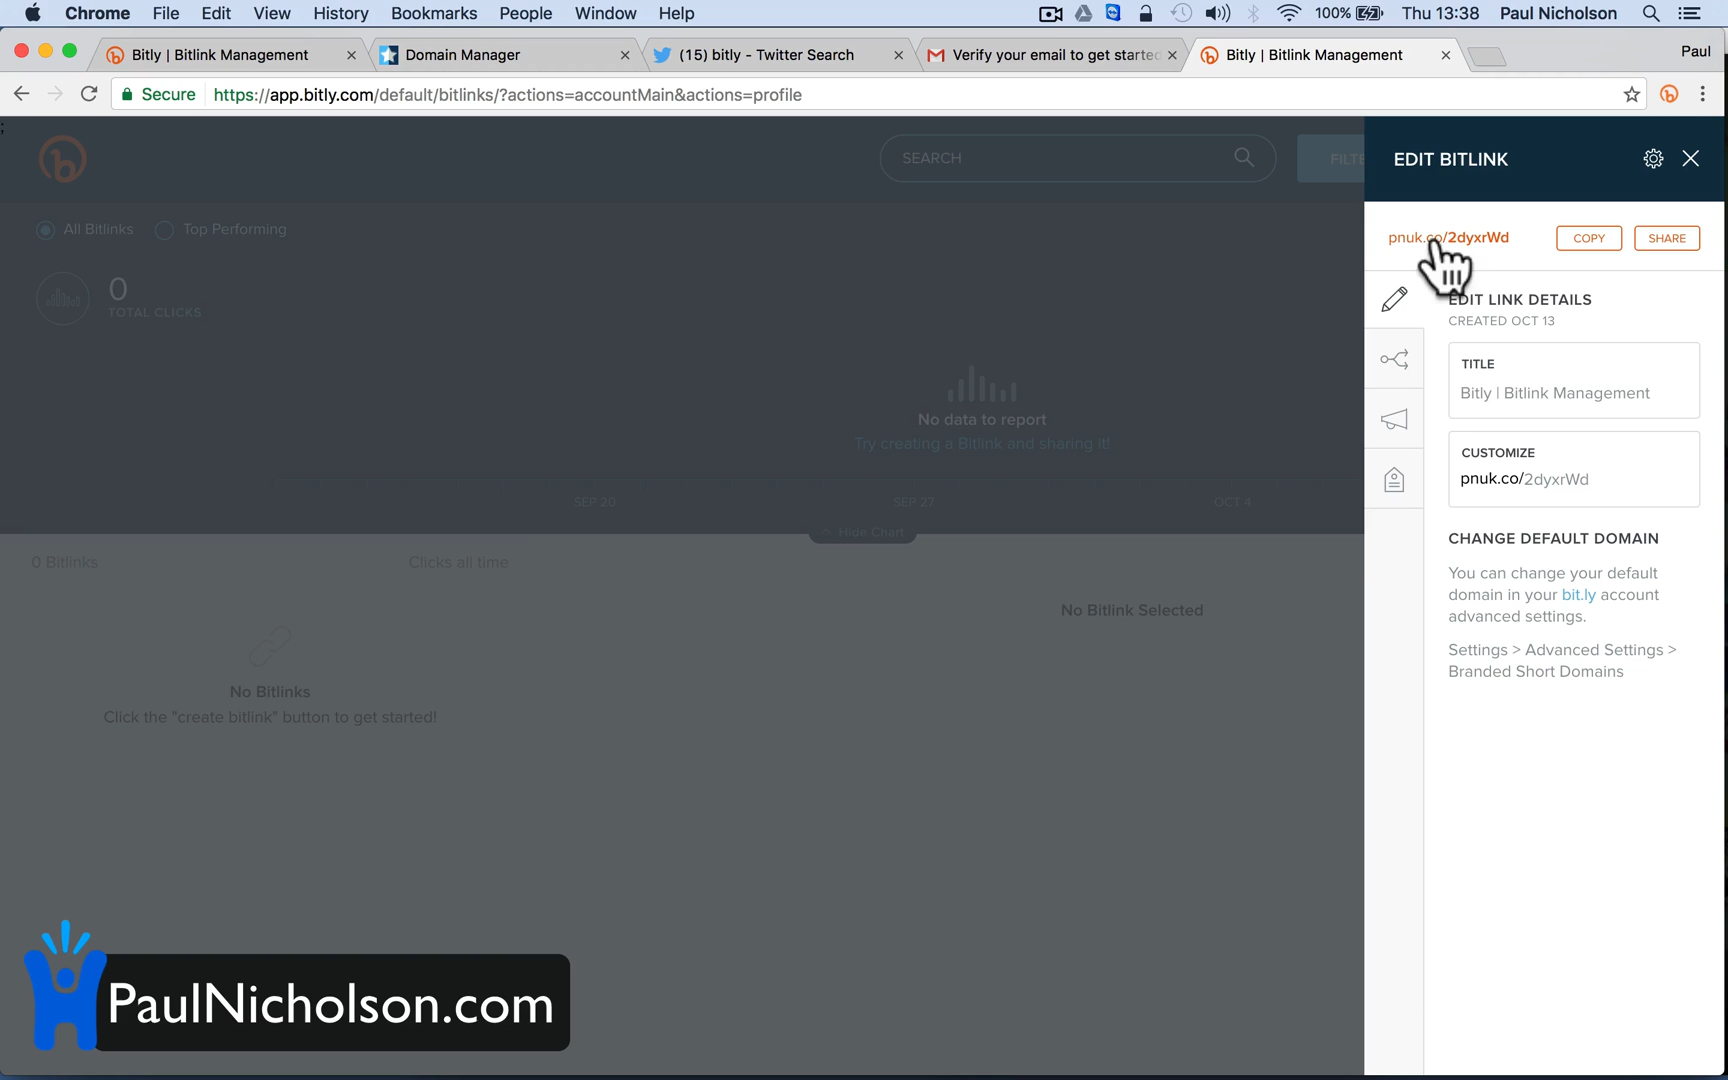 Chrome File Edit View History Bookmarks People Window Help 100% Thu 13:38 Paul Nicholson
Bitly | Bitlink Management Domain Manager (15) bitly - Twitter Search Verify your email to get started Bitly | Bitlink Management Paul
Secure https://app.bitly.com/default/bitlinks/?actions=accountMain&actions=profile
;
SEARCH FILTE EDIT BITLINK
All Bitlinks Top Performing
pnuk.co/2dyxrWd COPY SHARE
0
TOTAL CLICKS
EDIT LINK DETAILS
CREATED OCT 13
TITLE
Bitly | Bitlink Management
No data to report
Try creating a Bitlink and sharing it!
CUSTOMIZE
pnuk.co/2dyxrWd
SEP 20 SEP 27 OCT 4
Hide Chart
CHANGE DEFAULT DOMAIN
You can change your default
domain in your bit.ly account
advanced settings.
Settings > Advanced Settings >
Branded Short Domains
0 Bitlinks Clicks all time
No Bitlink Selected
No Bitlinks
Click the "create bitlink" button to get started!
PaulNicholson.com